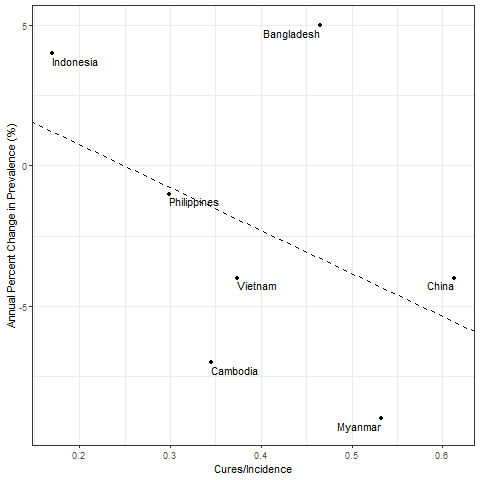 5
Bangladesh
Indonesia
0
Philippines
Vietnam
China
-5
Cambodia
Myanmar
0.2 0.3 0.4 0.5 0.6
Cures/Incidence
Annual Percent Change in Prevalence (%)